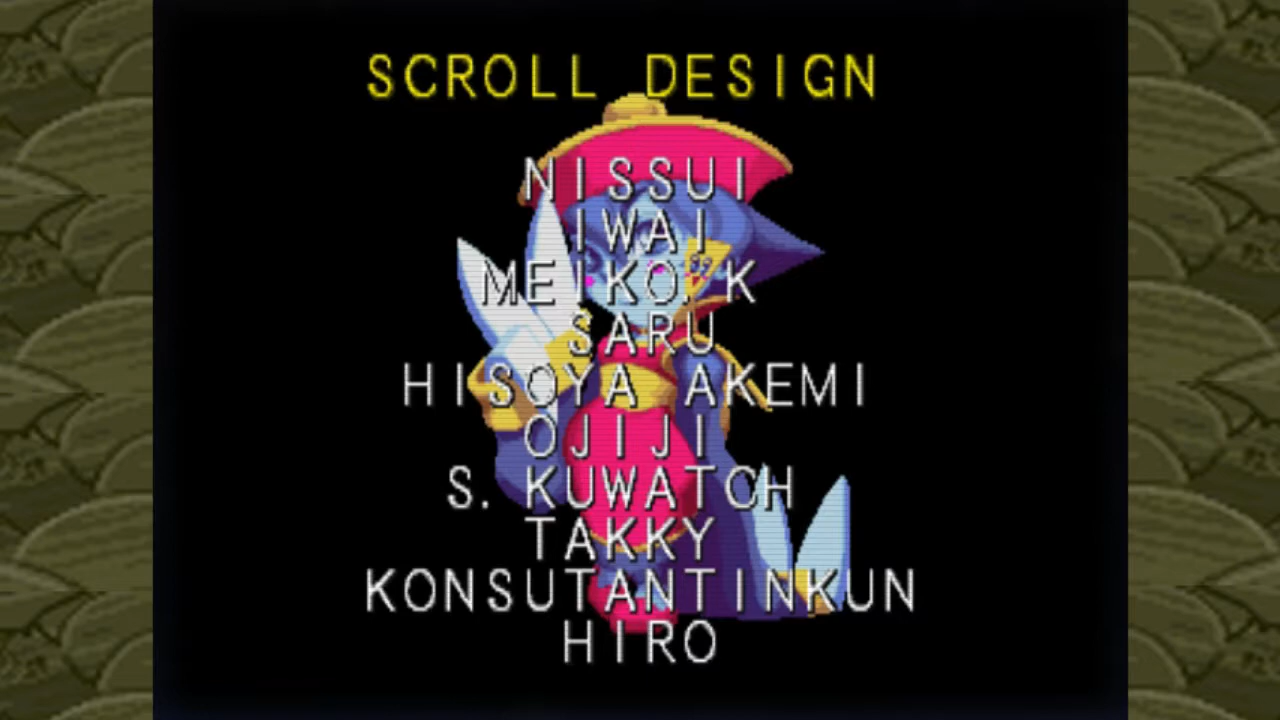 SCROLL DESIGN
NISSUI
IWAI
MEIKO. K
SARU
HISOYA AKEMI
OJIJI
S. KUWATCH
TAKKY
KONSUTANTINKUN
HIRO